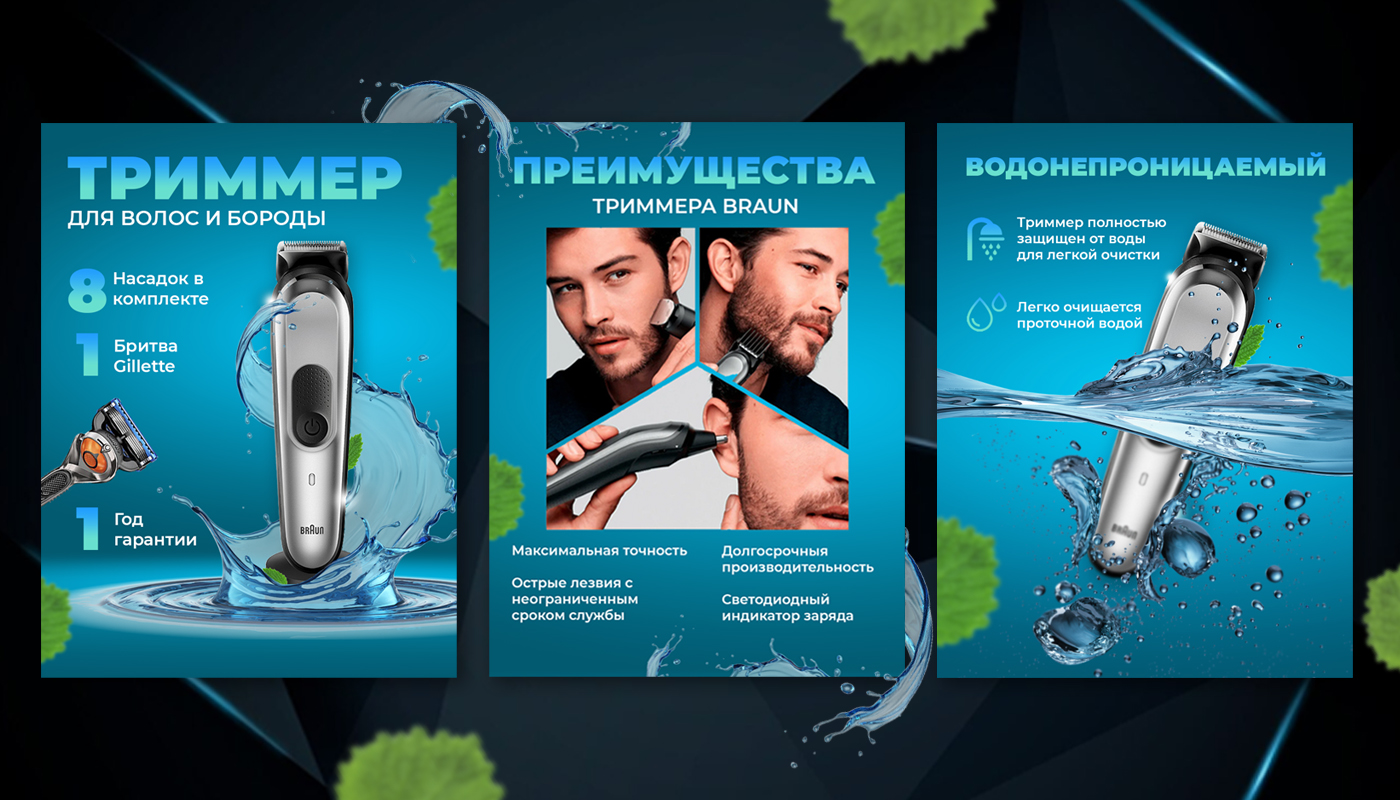 ТРИММЕР
ДЛЯ ВОЛОС И БОРОДЫ
8
Насадок в
комплекте
1
Бритва
Gillette
1
Год
гарантии
BRAUN
ПРЕИМУЩЕСТВА
ТРИММЕРА BRAUN
Максимальная точность
Острые лезвия с
неограниченным
сроком службы
Долгосрочныя
производительность
Светодиодный
индикатор заряда
ВОДОНЕПРОНИЦАЕМЫЙ
Триммер полностью
защищен от воды
для легкой очистки
Легко очищается
проточной водой
BRAUN